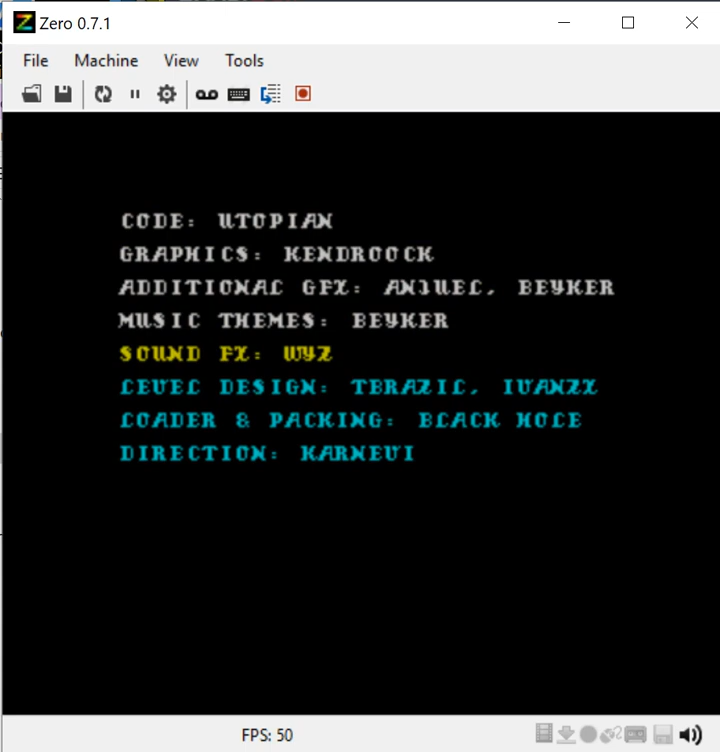 Zero 0.7.1
File Machine View Tools
CODE: UTOPIAN
GRAPHICS: KENDROOCK
ADDITIONAL GFX: ANJUEL, BEYKER
MUSIC THEMES: BEYKER
SOUND FX: WYZ
LEVEL DESIGN: TBRAZIL, IVANZX
LOADER & PACKING: BLACK HOLE
DIRECTION: KARNEVI
FPS: 50